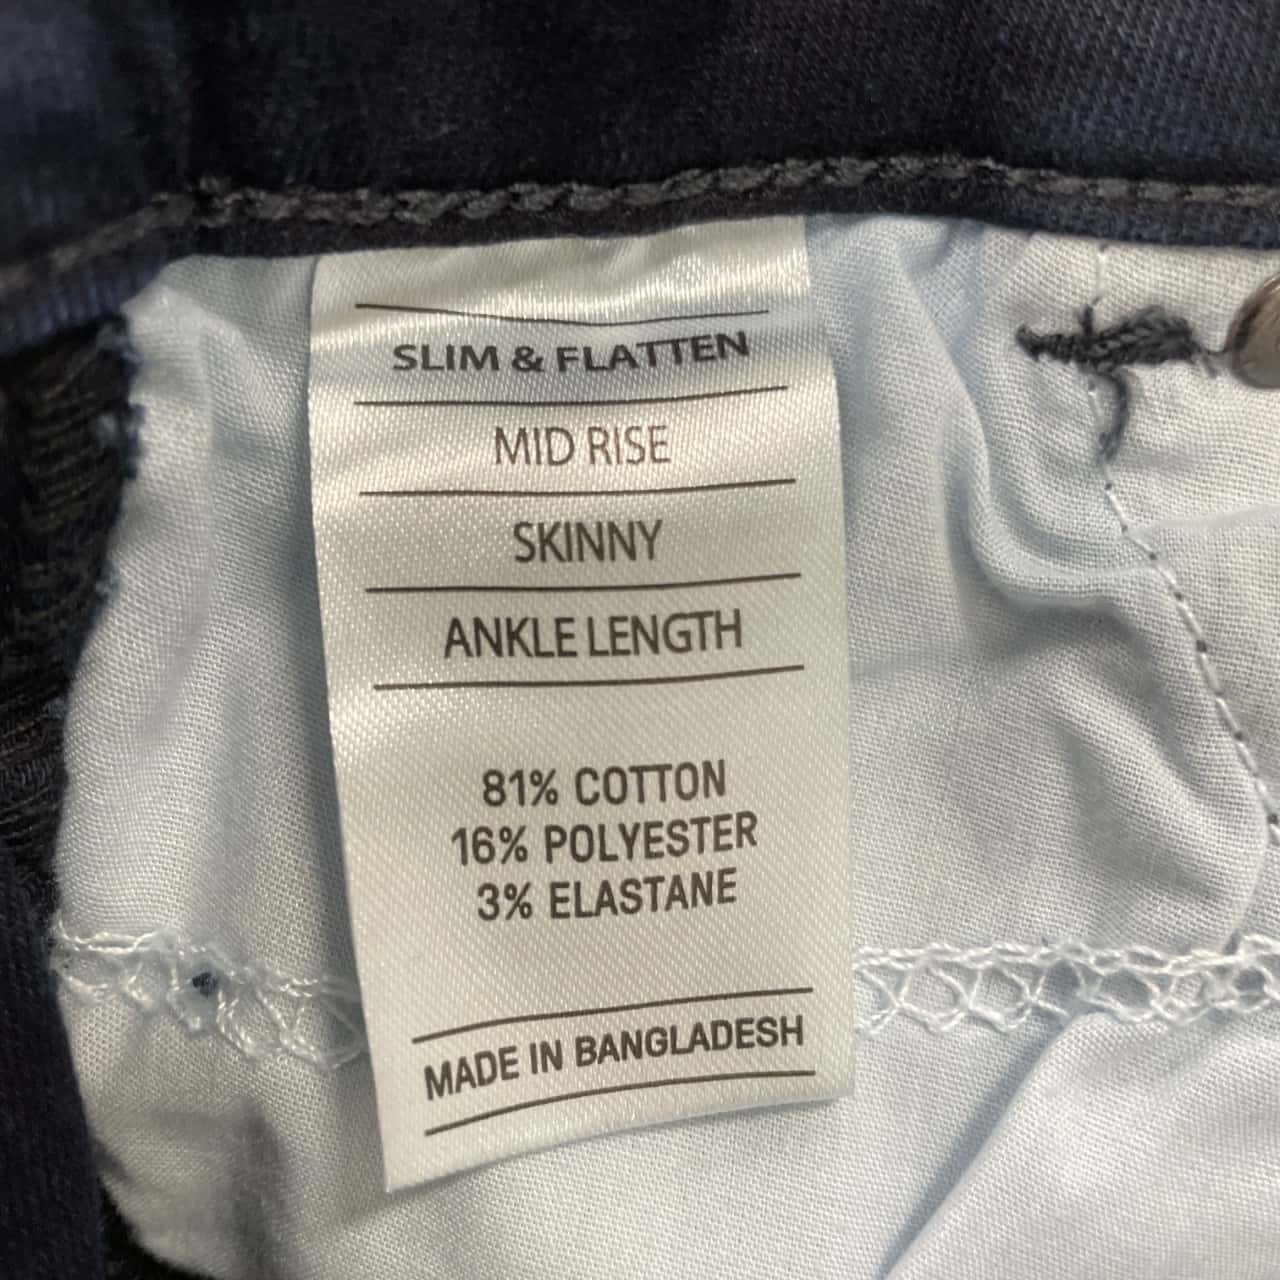 SLIM & FLATTEN
MID RISE
SKINNY
ANKLE LENGTH
81% COTTON
16% POLYESTER
3% ELASTANE
MADE IN BANGLADESH